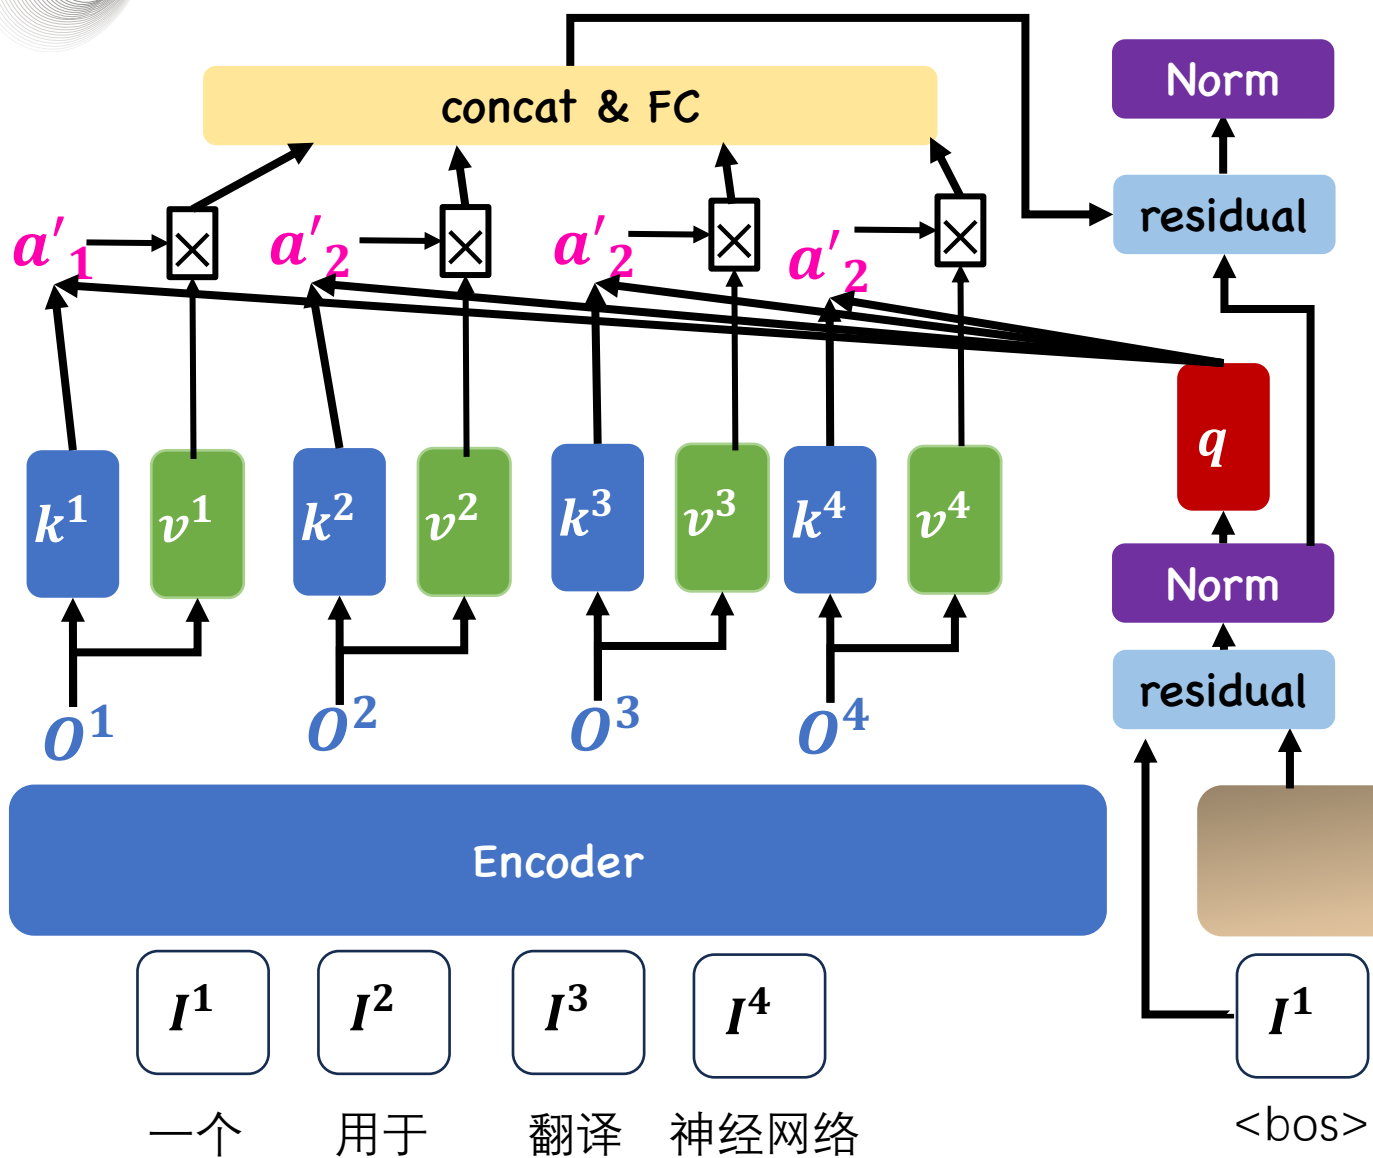 Norm
concat & FC
residual
a′₁ a′₂ a′₂ a′₂
q
k¹ v¹ k² v² k³ v³ k⁴ v⁴
Norm
residual
O¹ O² O³ O⁴
Encoder
I¹ I² I³ I⁴ I¹
一个 用于 翻译 神经网络 <bos>